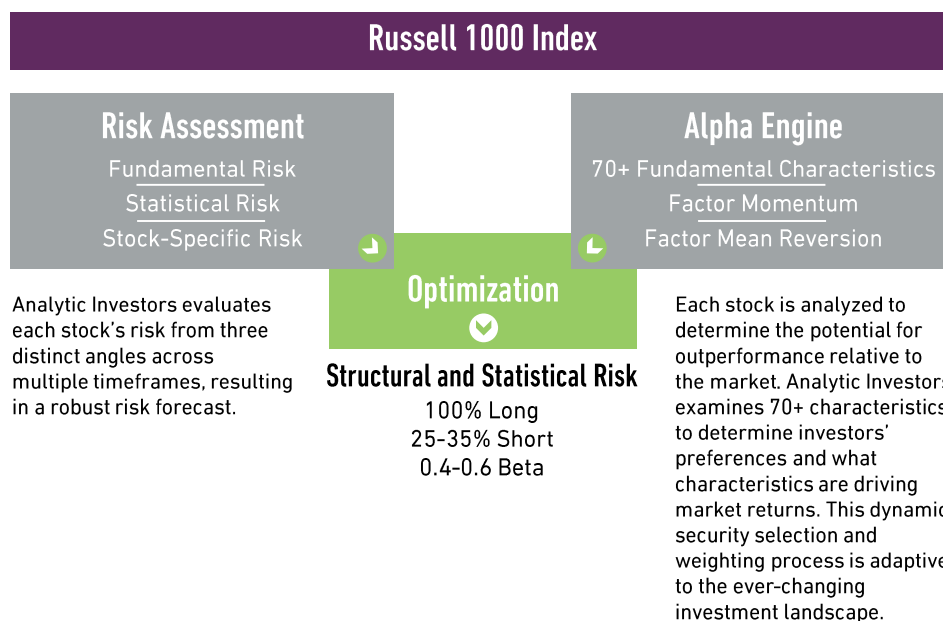 Russell 1000 Index
Risk Assessment
Fundamental Risk
Statistical Risk
Stock-Specific Risk
Alpha Engine
70+ Fundamental Characteristics
Factor Momentum
Factor Mean Reversion
Optimization
Analytic Investors evaluates
each stock’s risk from three
distinct angles across
multiple timeframes, resulting
in a robust risk forecast.
Structural and Statistical Risk
100% Long
25-35% Short
0.4-0.6 Beta
Each stock is analyzed to
determine the potential for
outperformance relative to
the market. Analytic Investors
examines 70+ characteristics
to determine investors’
preferences and what
characteristics are driving
market returns. This dynamic
security selection and
weighting process is adaptive
to the ever-changing
investment landscape.